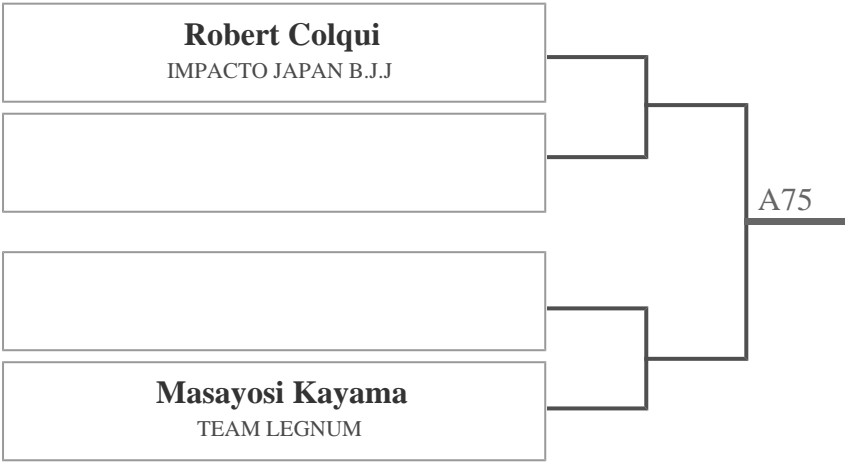 Robert Colqui
IMPACTO JAPAN B.J.J
A75
Masayosi Kayama
TEAM LEGNUM